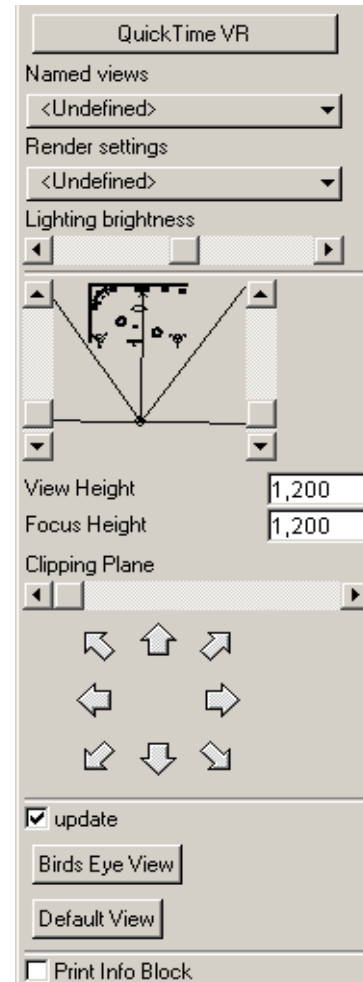 QuickTime VR
Named views
<Undefined>
Render settings
<Undefined>
Lighting brightness
View Height 1,200
Focus Height 1,200
Clipping Plane
update
Birds Eye View
Default View
Print Info Block